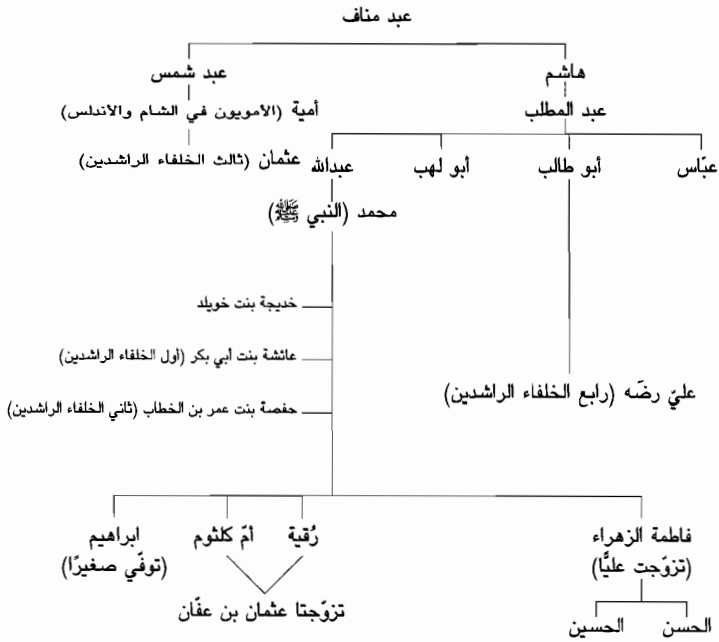 عبد مناف
هاشم
عبد شمس
عبد المطلب
أمية (الأمويون في الشام والأندلس)
عبّاس
أبو طالب
أبو لهب
عبدالله
عثمان (ثالث الخلفاء الراشدين)
محمد (النبي ﷺ)
خديجة بنت خويلد
عائشة بنت أبي بكر (أول الخلفاء الراشدين)
عليّ رضّه (رابع الخلفاء الراشدين)
حفصة بنت عمر بن الخطاب (ثاني الخلفاء الراشدين)
فاطمة الزهراء
(تزوّجت عليًّا)
رُقية
أمّ كلثوم
ابراهيم
(توفّي صغيرًا)
تزوّجتا عثمان بن عفّان
الحسن
الحسين